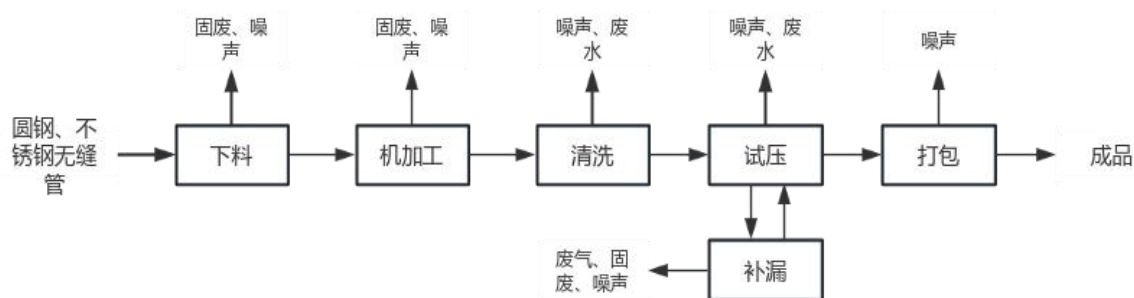 固废、噪
声
固废、噪
声
噪声、废
水
噪声、废
水
噪声
圆钢、不
锈钢无缝
管
下料
机加工
清洗
试压
打包
成品
废气、固
废、噪声
补漏